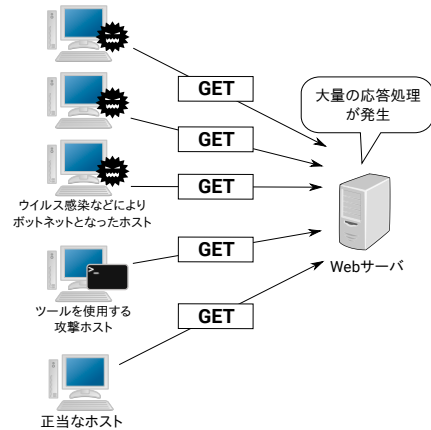 GET
大量の応答処理
が発生
GET
GET
ウイルス感染などにより
ボットネットとなったホスト
GET
Webサーバ
>_
ツールを使用する
攻撃ホスト
GET
正当なホスト